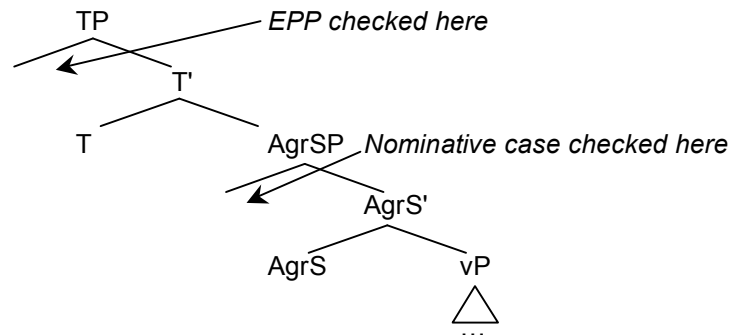 TP EPP checked here
T'
T AgrSP Nominative case checked here
AgrS'
AgrS vP
...